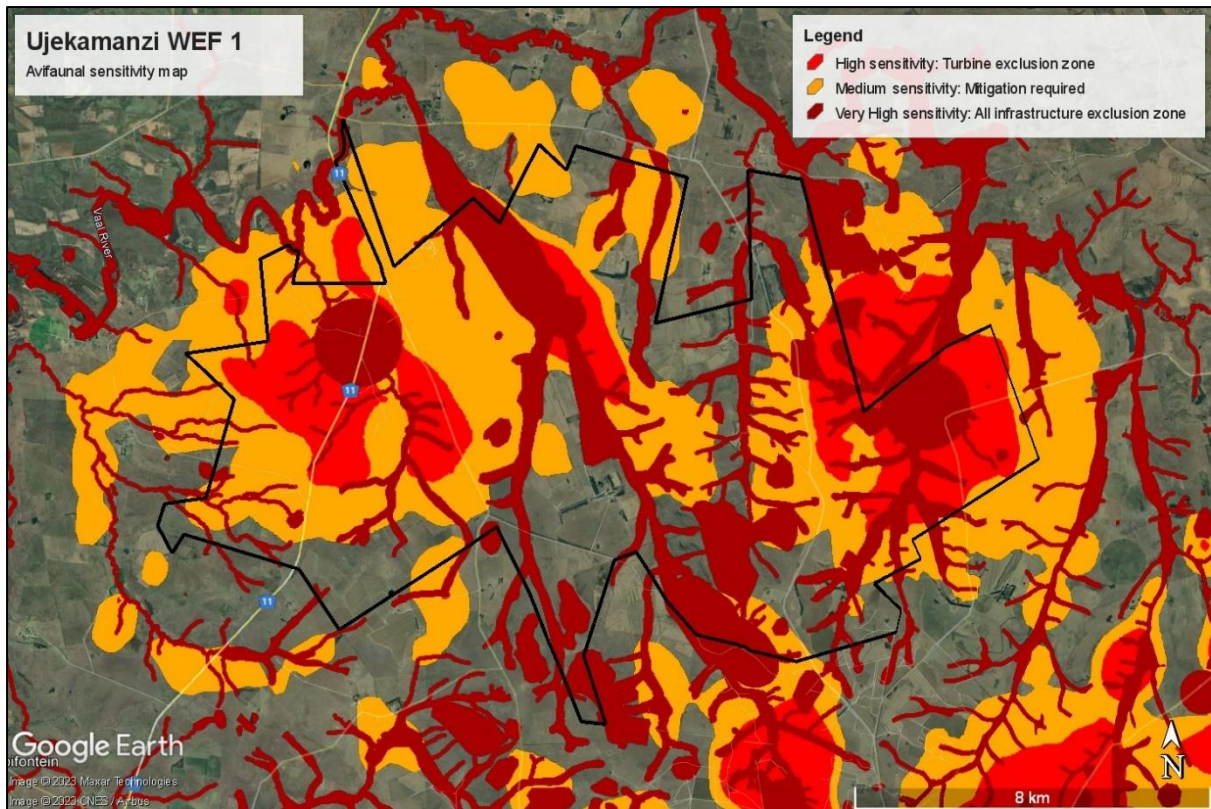 Ujekamanzi WEF 1
Avifaunal sensitivity map
Legend
High sensitivity: Turbine exclusion zone
Medium sensitivity: Mitigation required
Very High sensitivity: All infrastructure exclusion zone
11
Vaal River
11
11
Google Earth
oifontein
Image © 2023 Maxar Technologies
Image © 2023 CNES / Airbus
N
8 km